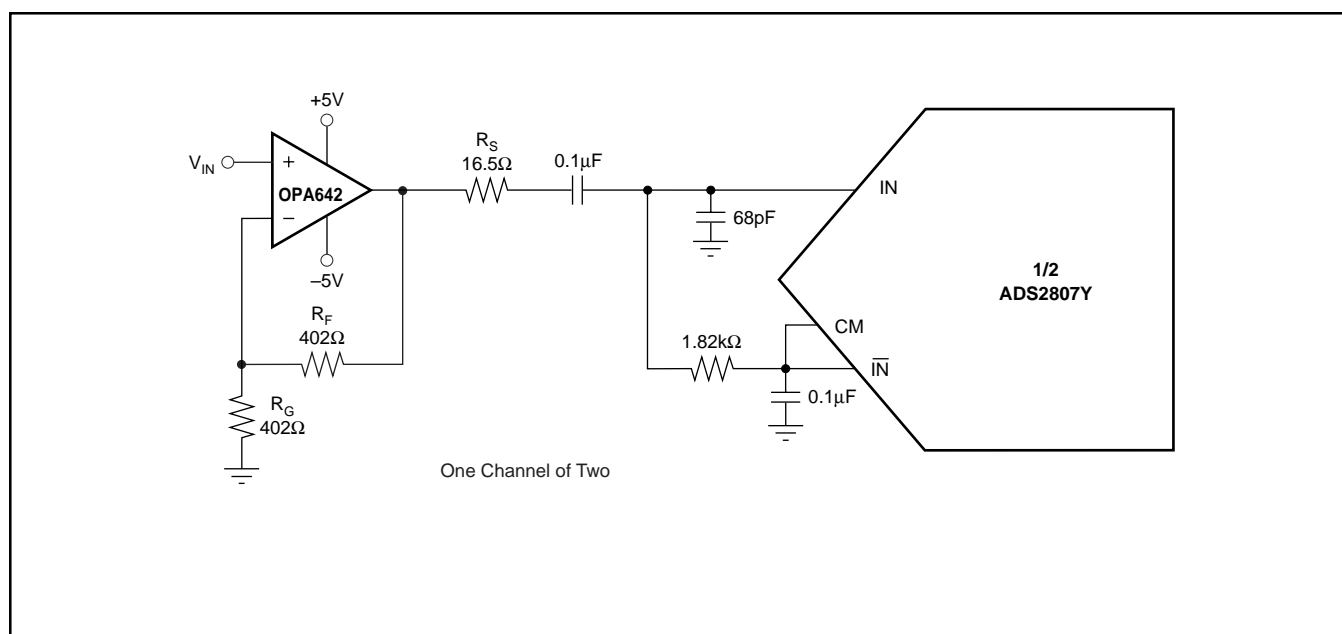 +5V
V_IN
+
OPA642
−
–5V
R_S
16.5Ω
0.1µF
68pF
IN
1/2
ADS2807Y
CM
I̅N̅
1.82kΩ
0.1µF
R_F
402Ω
R_G
402Ω
One Channel of Two